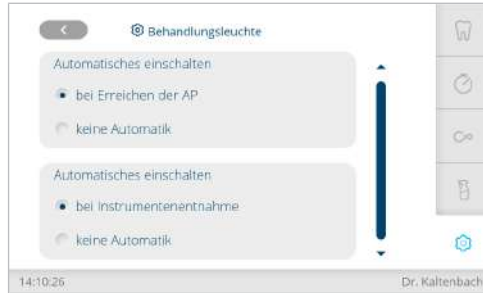 Behandlungsleuchte
Automatisches einschalten
bei Erreichen der AP
keine Automatik
Automatisches einschalten
bei Instrumentenentnahme
keine Automatik
14:10:26 Dr. Kaltenbach